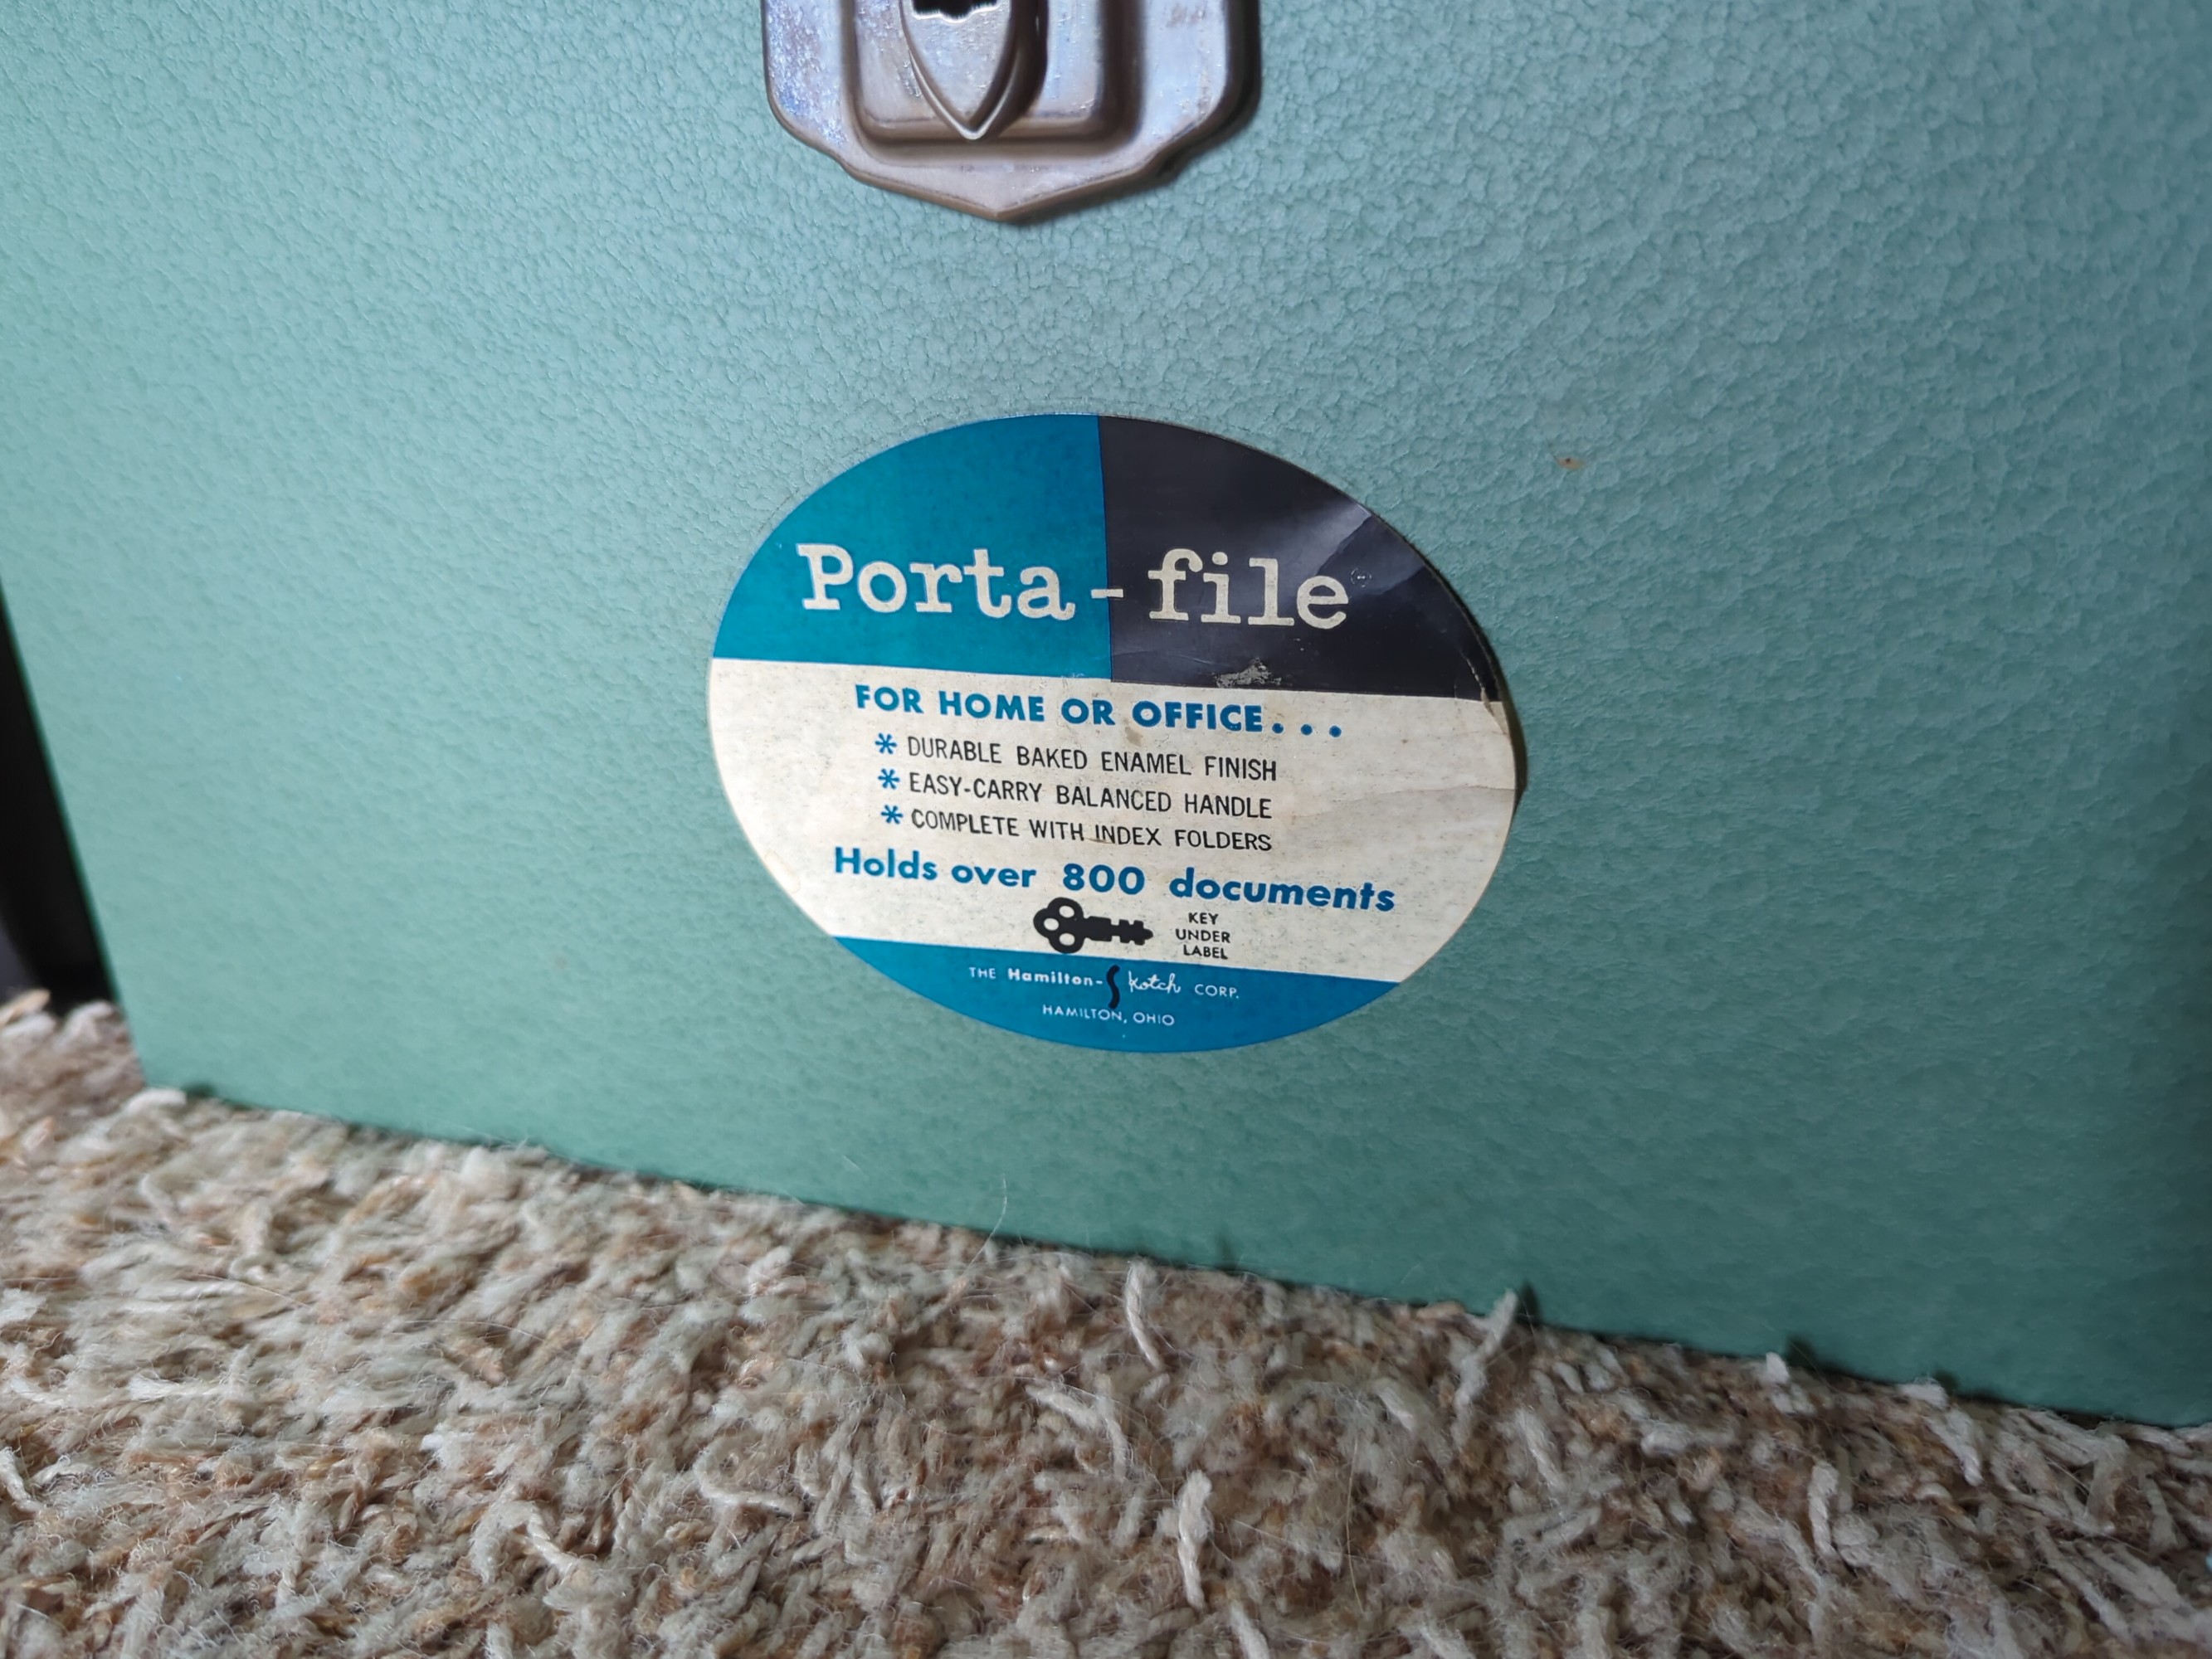 Porta-file
FOR HOME OR OFFICE...
* DURABLE BAKED ENAMEL FINISH
* EASY-CARRY BALANCED HANDLE
* COMPLETE WITH INDEX FOLDERS
Holds over 800 documents
KEY
UNDER
LABEL
THE Hamilton-Skotch CORP.
HAMILTON, OHIO